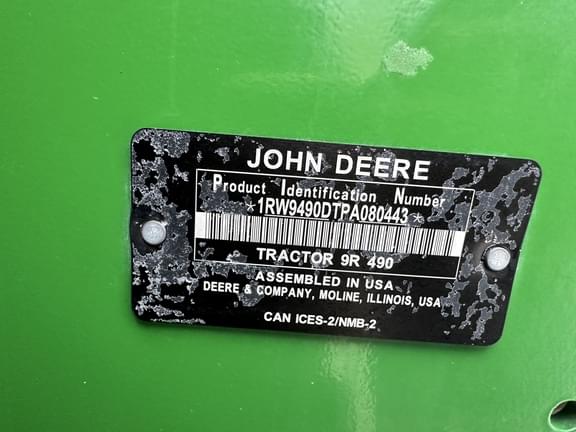 JOHN DEERE
Product Identification Number
*1RW9490DTPA080443*
TRACTOR 9R 490
ASSEMBLED IN USA
DEERE & COMPANY, MOLINE, ILLINOIS, USA
CAN ICES-2/NMB-2